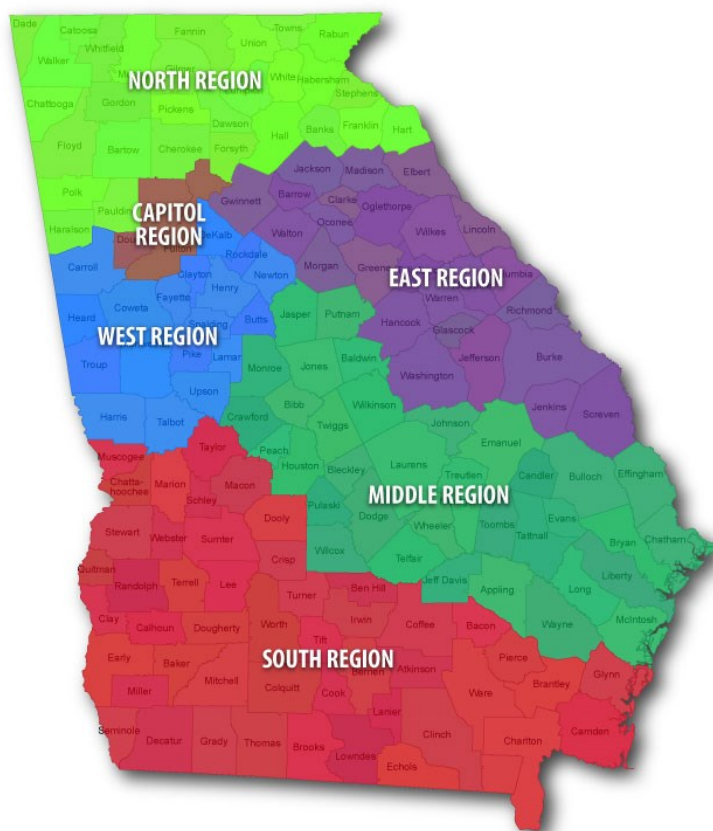 Dade
Catoosa
Fannin
Towns
Rabun
Union
Whitfield
Walker
Gilmer
White
Habersham
NORTH REGION
Stephens
Chattooga
Gordon
Pickens
Dawson
Banks
Franklin
Hart
Hall
Floyd
Bartow
Cherokee
Forsyth
Jackson
Madison
Elbert
Polk
Paulding
Gwinnett
Barrow
Clarke
Oglethorpe
CAPITOL
REGION
Haralson
Fulton
DeKalb
Walton
Oconee
Wilkes
Lincoln
Carroll
Rockdale
Clayton
Newton
Morgan
Greene
EAST REGION
Columbia
Coweta
Fayette
Henry
Warren
Richmond
Heard
Spalding
Butts
Jasper
Putnam
Hancock
Glascock
WEST REGION
Troup
Pike
Lamar
Monroe
Jones
Baldwin
Jefferson
Burke
Washington
Upson
Bibb
Wilkinson
Jenkins
Screven
Harris
Talbot
Crawford
Twiggs
Johnson
Emanuel
Muscogee
Taylor
Peach
Houston
Bleckley
Laurens
Treutlen
Candler
Bulloch
Effingham
Chatta-
hoochee
Marion
Macon
Schley
Pulaski
MIDDLE REGION
Dooly
Dodge
Wheeler
Toombs
Evans
Tattnall
Bryan
Chatham
Stewart
Webster
Sumter
Wilcox
Telfair
Crisp
Quitman
Randolph
Terrell
Lee
Turner
Ben Hill
Jeff Davis
Appling
Long
Liberty
Clay
Calhoun
Dougherty
Worth
Irwin
Coffee
Bacon
Wayne
McIntosh
Tift
Early
Baker
SOUTH REGION
Pierce
Mitchell
Berrien
Atkinson
Brantley
Glynn
Miller
Colquitt
Cook
Ware
Lanier
Seminole
Decatur
Grady
Thomas
Brooks
Lowndes
Clinch
Charlton
Camden
Echols